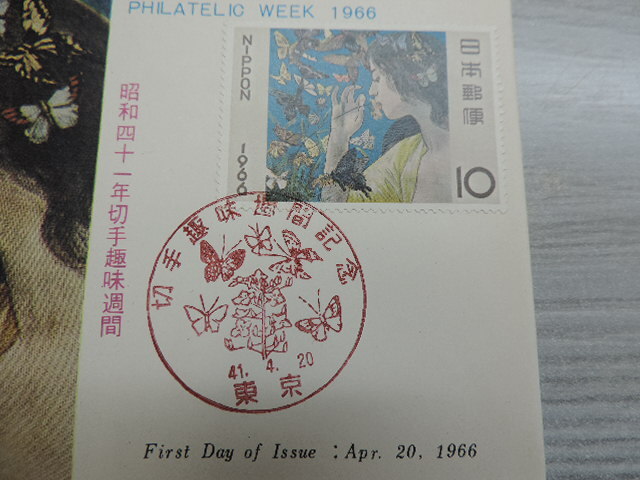 PHILATELIC WEEK 1966
NIPPON 1966
日本郵便
10
昭和四十一年切手趣味週間
切手趣味週間記念
41. 4. 20
東京
First Day of Issue : Apr. 20, 1966